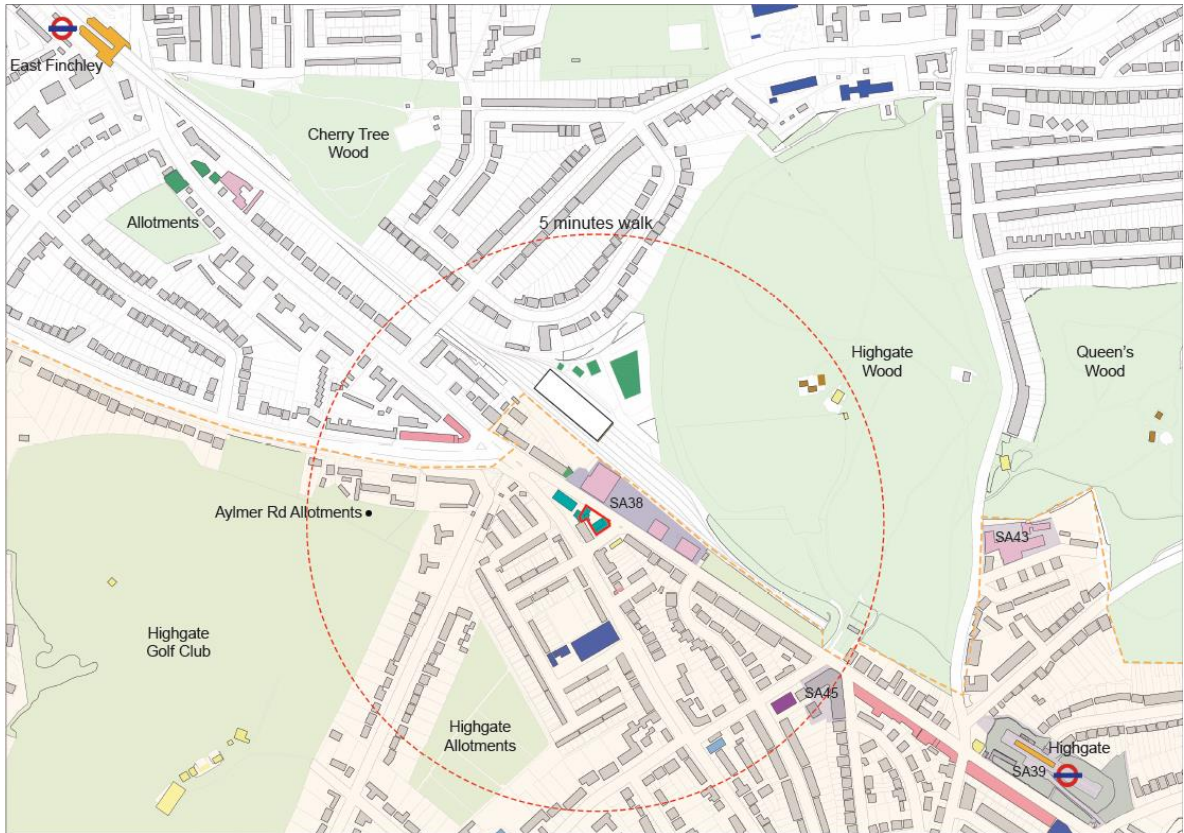 East Finchley
Cherry Tree
Wood
Allotments
5 minutes walk
Highgate
Wood
Queen's
Wood
Aylmer Rd Allotments
SA38
SA43
Highgate
Golf Club
Highgate
Allotments
SA45
Highgate
SA39